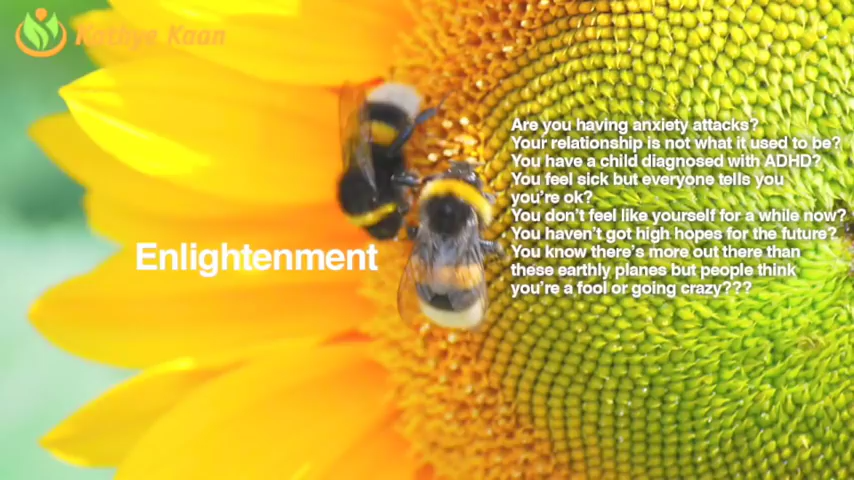 Kathye Kaan
Enlightenment
Are you having anxiety attacks?
Your relationship is not what it used to be?
You have a child diagnosed with ADHD?
You feel sick but everyone tells you
you're ok?
You don't feel like yourself for a while now?
You haven't got high hopes for the future?
You know there's more out there than
these earthly planes but people think
you're a fool or going crazy???